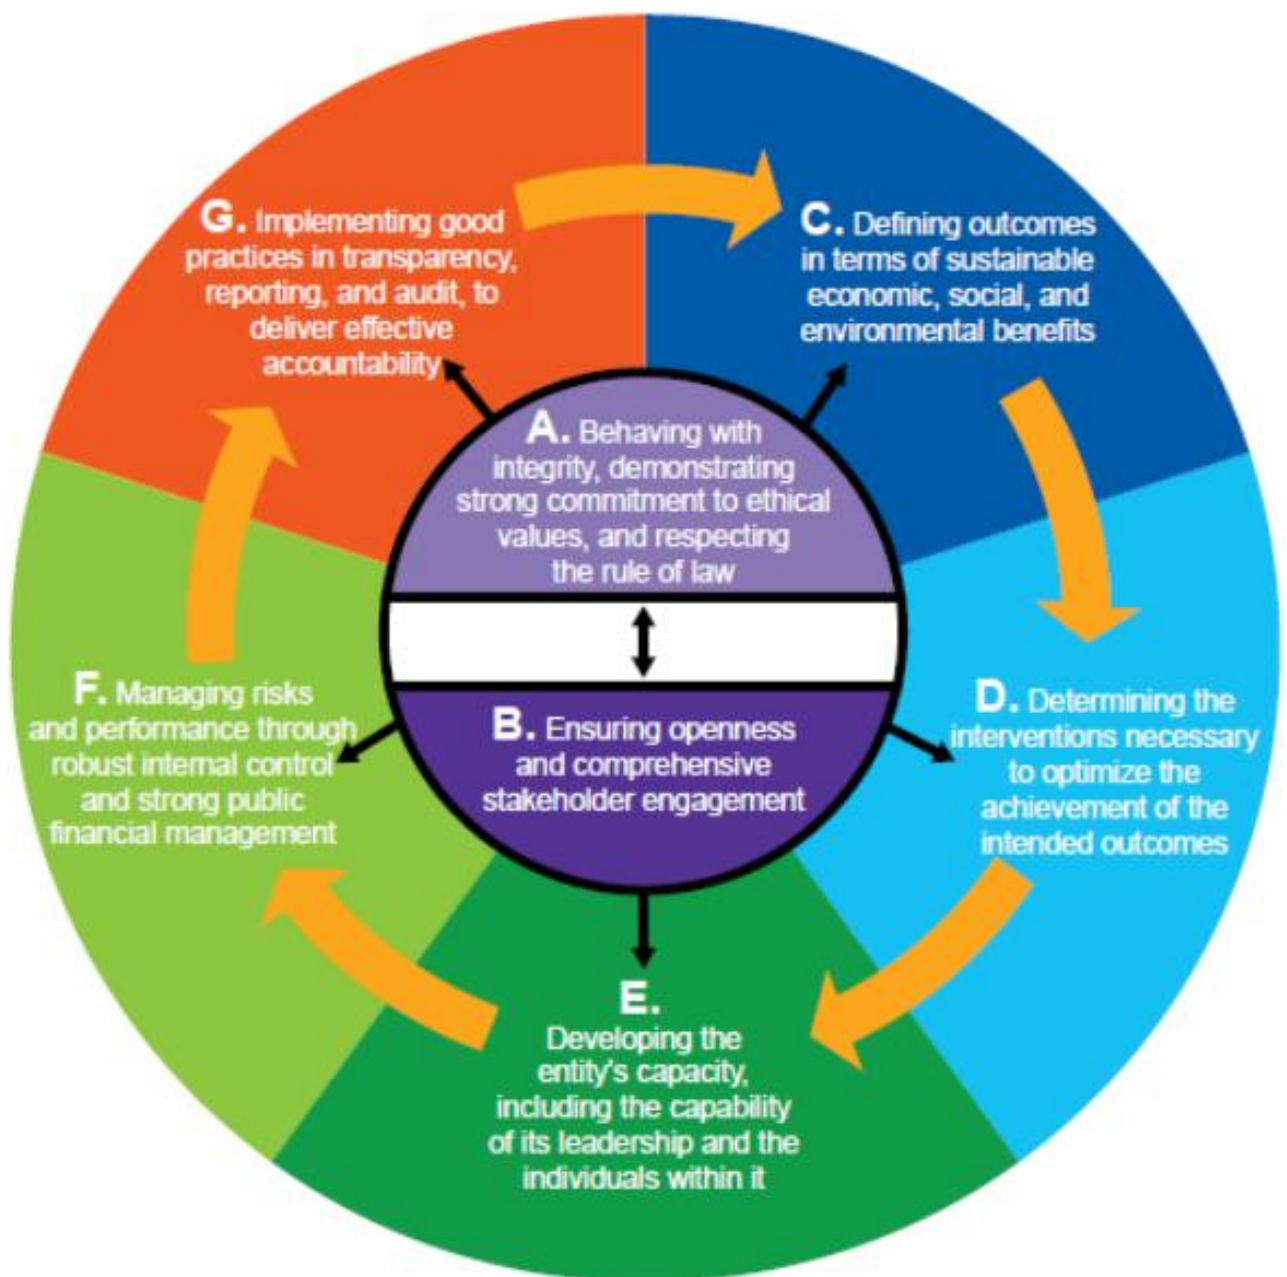 G. Implementing good
practices in transparency,
reporting, and audit, to
deliver effective
accountability
C. Defining outcomes
in terms of sustainable
economic, social, and
environmental benefits
A. Behaving with
integrity, demonstrating
strong commitment to ethical
values, and respecting
the rule of law
B. Ensuring openness
and comprehensive
stakeholder engagement
F. Managing risks
and performance through
robust internal control
and strong public
financial management
D. Determining the
interventions necessary
to optimize the
achievement of the
intended outcomes
E.
Developing the
entity's capacity,
including the capability
of its leadership and the
individuals within it